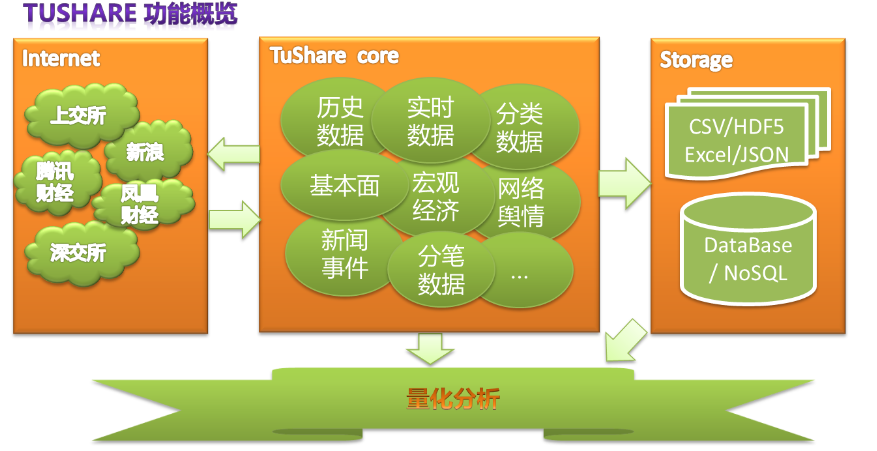 TUSHARE 功能概览
Internet
上交所
新浪
腾讯
财经
凤凰
财经
深交所
TuShare core
历史
数据
实时
数据
分类
数据
基本面
宏观
经济
网络
舆情
新闻
事件
分笔
数据
...
Storage
CSV/HDF5
Excel/JSON
DataBase
/ NoSQL
量化分析